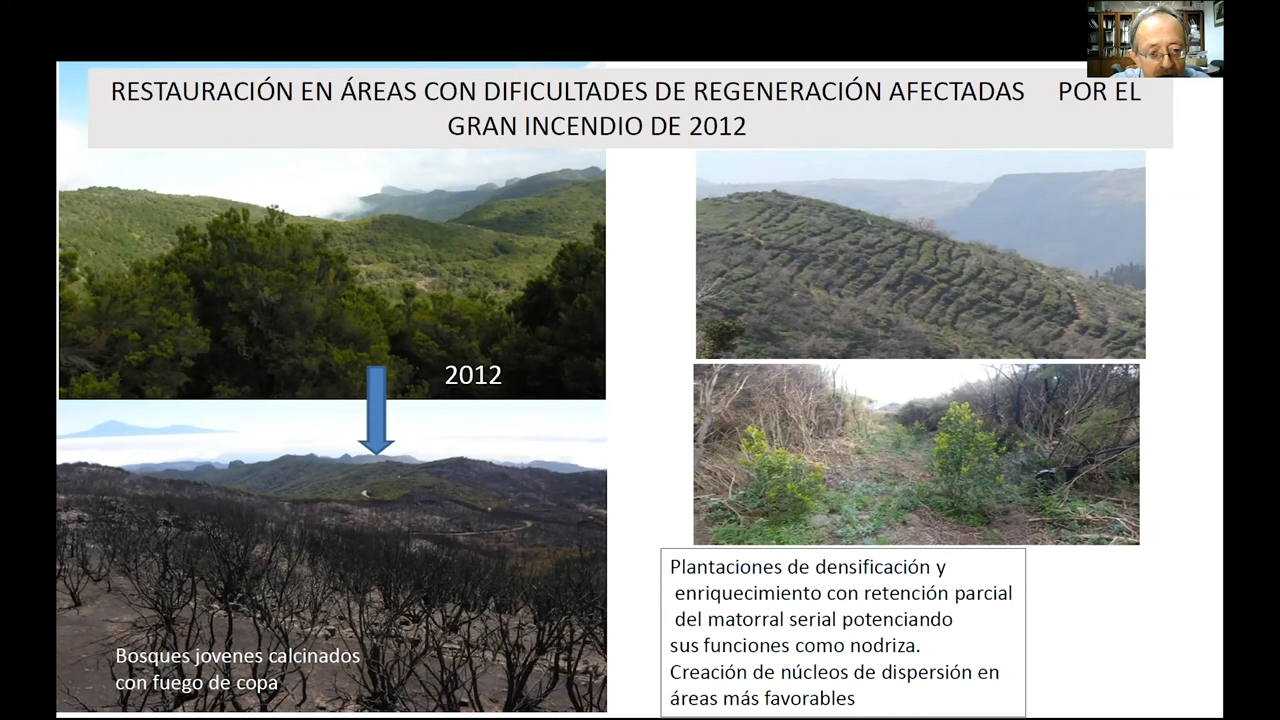 RESTAURACIÓN EN ÁREAS CON DIFICULTADES DE REGENERACIÓN AFECTADAS POR EL
GRAN INCENDIO DE 2012
2012
Bosques jovenes calcinados
con fuego de copa
Plantaciones de densificación y
enriquecimiento con retención parcial
del matorral serial potenciando
sus funciones como nodriza.
Creación de núcleos de dispersión en
áreas más favorables